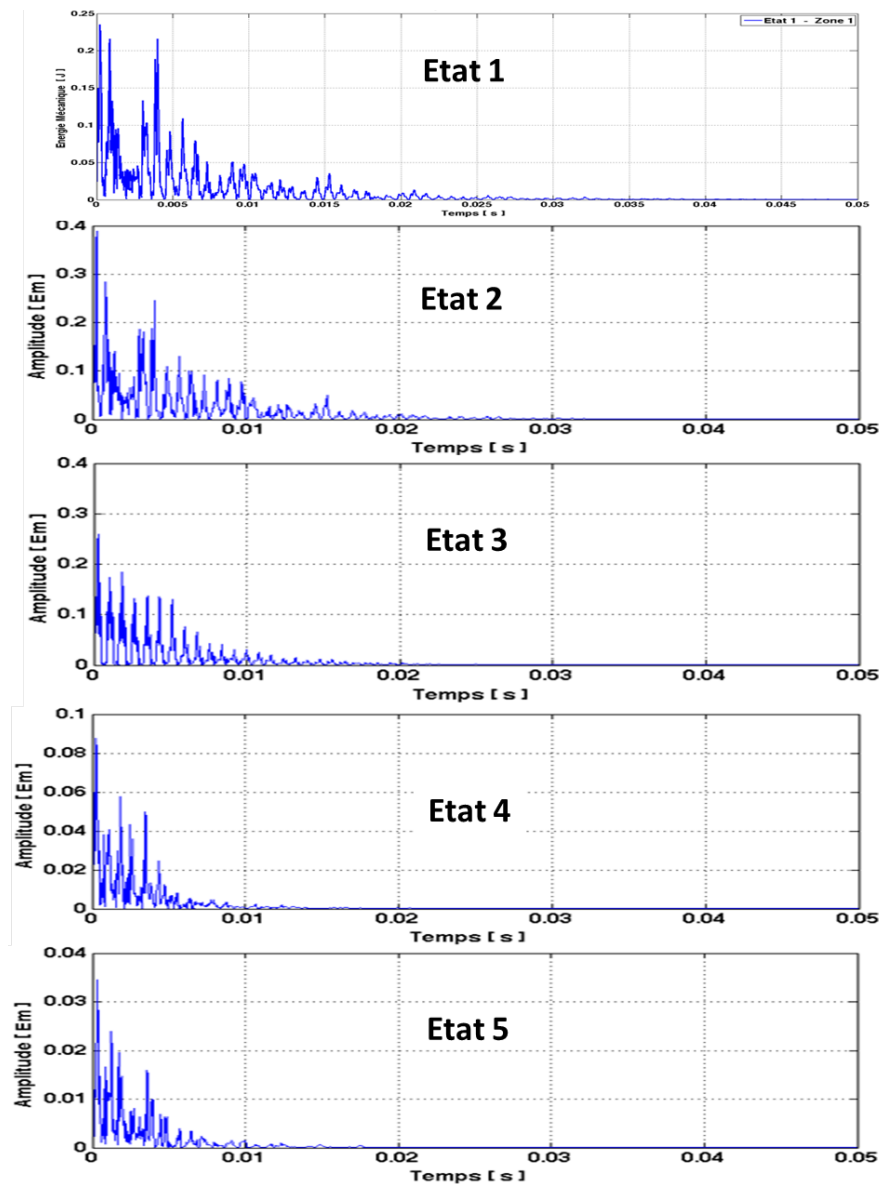 0.25
0.2
0.15
0.1
0.05
0
Energie Mécanique [J]
Etat 1 - Zone 1
Etat 1
0 0.005 0.01 0.015 0.02 0.025 0.03 0.035 0.04 0.045 0.05
Temps [s]
0.4
0.3
0.2
0.1
0
Amplitude [Em]
Etat 2
0 0.01 0.02 0.03 0.04 0.05
Temps [s]
0.4
0.3
0.2
0.1
0
Amplitude [Em]
Etat 3
0 0.01 0.02 0.03 0.04 0.05
Temps [s]
0.1
0.08
0.06
0.04
0.02
0
Amplitude [Em]
Etat 4
0 0.01 0.02 0.03 0.04 0.05
Temps [s]
0.04
0.03
0.02
0.01
0
Amplitude [Em]
Etat 5
0 0.01 0.02 0.03 0.04 0.05
Temps [s]